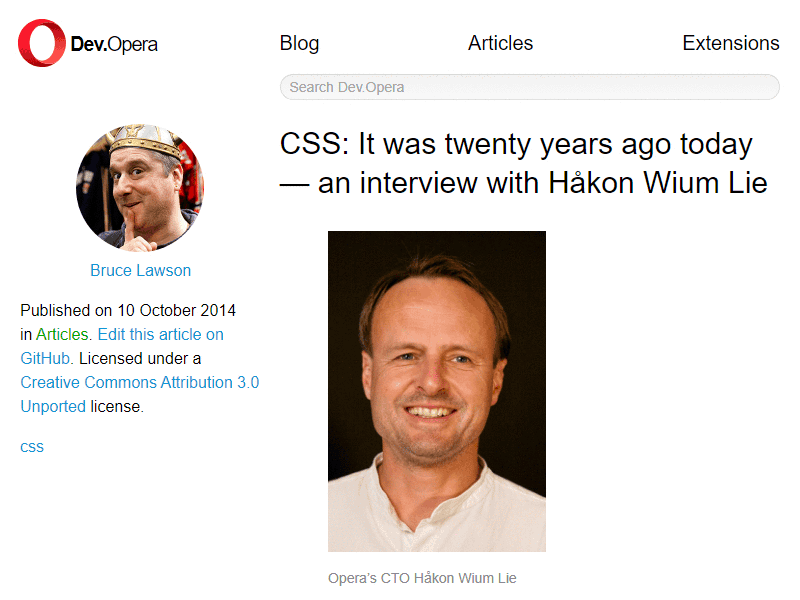 Dev.Opera
Blog
Articles
Extensions
Search Dev.Opera
CSS: It was twenty years ago today
— an interview with Håkon Wium Lie
Bruce Lawson
Published on 10 October 2014
in Articles. Edit this article on
GitHub. Licensed under a
Creative Commons Attribution 3.0
Unported license.
css
Opera's CTO Håkon Wium Lie